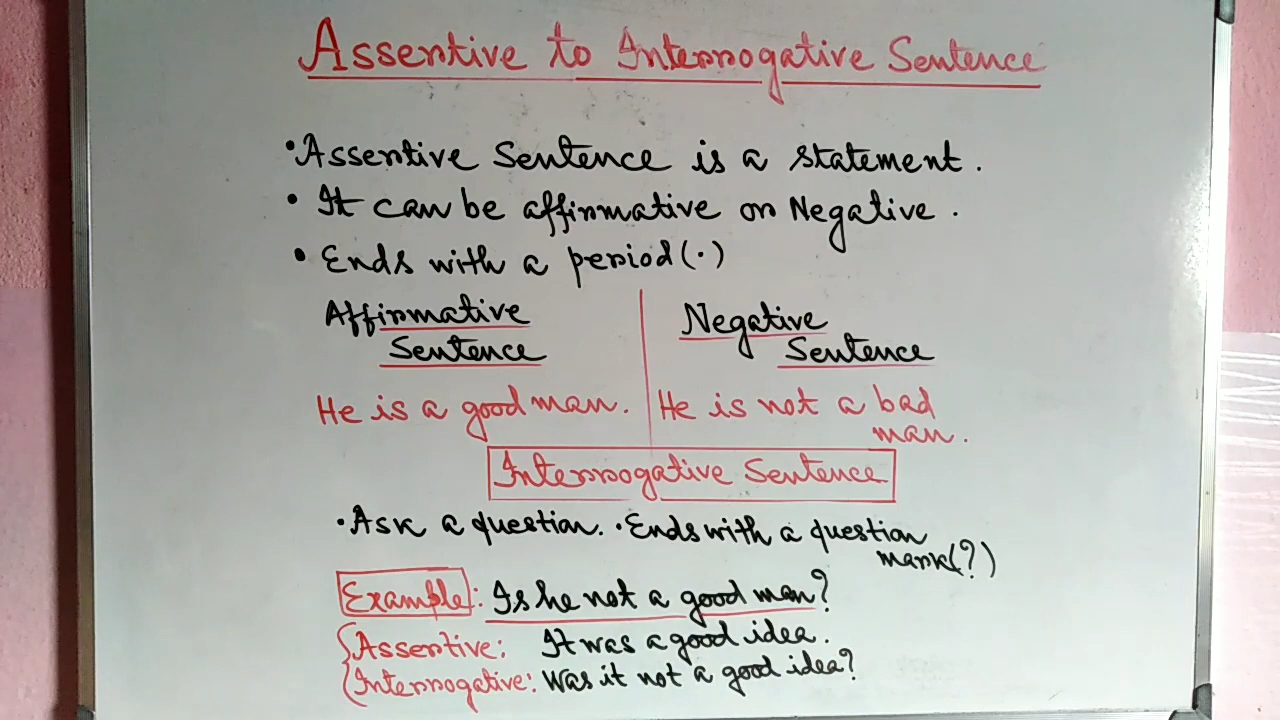 Assertive to Interrogative Sentence
• Assertive Sentence is a statement.
• It can be affirmative or Negative.
• Ends with a period (.)
Affirmative
Sentence
He is a good man.
Negative
Sentence
He is not a bad
man.
Interrogative Sentence
• Ask a question. • Ends with a question
mark(?)
Example: Is he not a good man?
Assertive: It was a good idea.
Interrogative: Was it not a good idea?